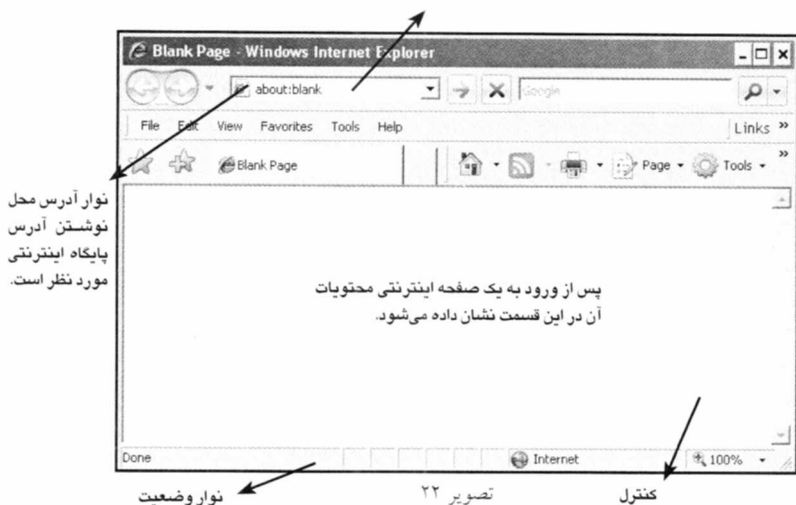 Blank Page - Windows Internet Explorer
about:blank
Google
File Edit View Favorites Tools Help
Links »
Blank Page
Page
Tools
»
نوار آدرس محل
نوشتن آدرس
پایگاه اینترنتی
مورد نظر است.
پس از ورود به یک صفحه اینترنتی محتویات
آن در این قسمت نشان داده می‌شود.
Done
Internet
100%
کنترل
تصویر ۲۲
نوار وضعیت